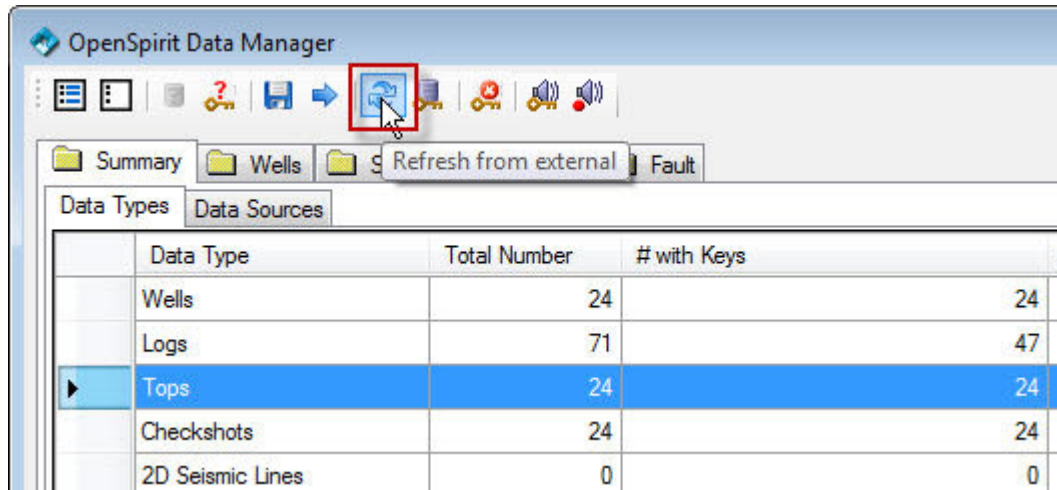 OpenSpirit Data Manager
Summary Wells S Refresh from external Fault
Data Types Data Sources
Data Type Total Number # with Keys
Wells 24 24
Logs 71 47
Tops 24 24
Checkshots 24 24
2D Seismic Lines 0 0